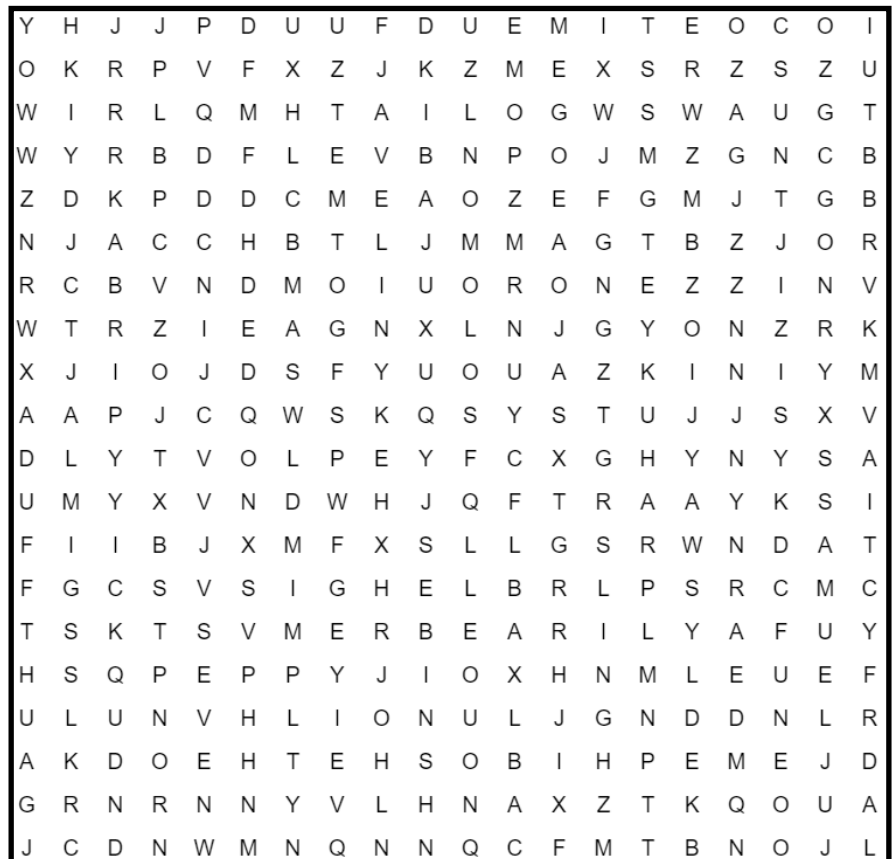 Y H J J P D U U F D U E M I T E O C O I
O K R P V F X Z J K Z M E X S R Z S Z U
W I R L Q M H T A I L O G W S W A U G T
W Y R B D F L E V B N P O J M Z G N C B
Z D K P D D C M E A O Z E F G M J T G B
N J A C C H B T L J M M A G T B Z J O R
R C B V N D M O I U O R O N E Z Z I N V
W T R Z I E A G N X L N J G Y O N Z R K
X J I O J D S F Y U O U A Z K I N I Y M
A A P J C Q W S K Q S Y S T U J J S X V
D L Y T V O L P E Y F C X G H Y N Y S A
U M Y X V N D W H J Q F T R A A Y K S I
F I I B J X M F X S L L G S R W N D A T
F G C S V S I G H E L B R L P S R C M C
T S K T S V M E R B E A R I L Y A F U Y
H S Q P E P P Y J I O X H N M L E U E F
U L U N V H L I O N U L J G N D D N L R
A K D O E H T E H S O B I H P E M E J D
G R N R N N Y V L H N A X Z T K Q O U A
J C D N W M N Q N N Q C F M T B N O J L